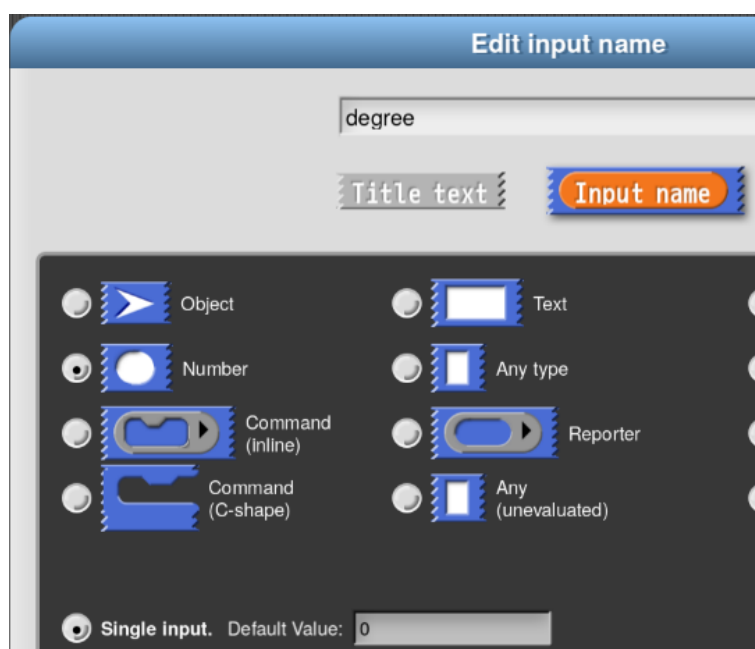 Edit input name
degree
Title text Input name
Object Text
Number Any type
Command
(inline)
Reporter
Command
(C-shape)
Any
(unevaluated)
Single input. Default Value: 0